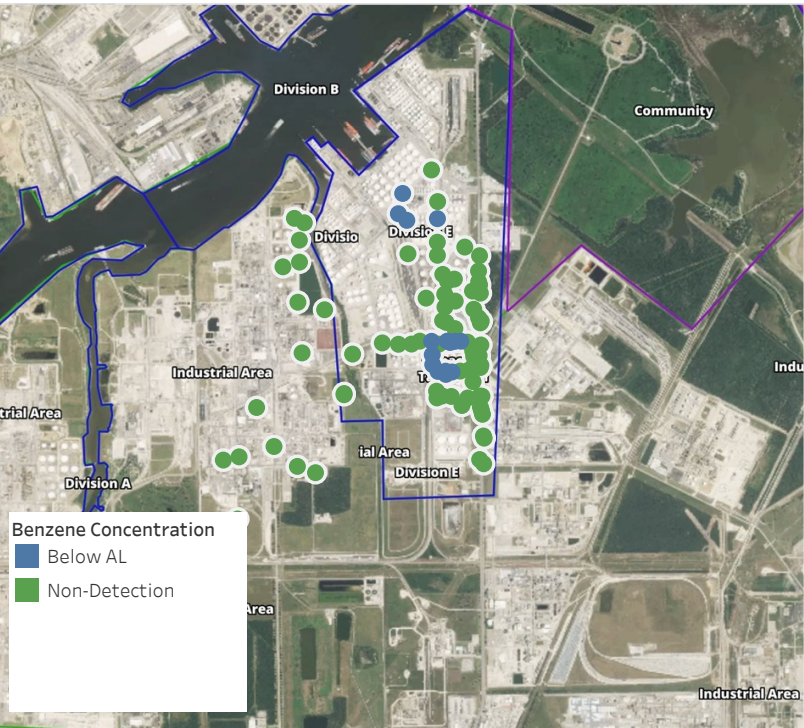 Division B
Community
Divisio
Division E
Industrial Area
Indu
trial Area
ial Area
Division E
Division A
Benzene Concentration
Below AL
Non-Detection
Area
Industrial Area